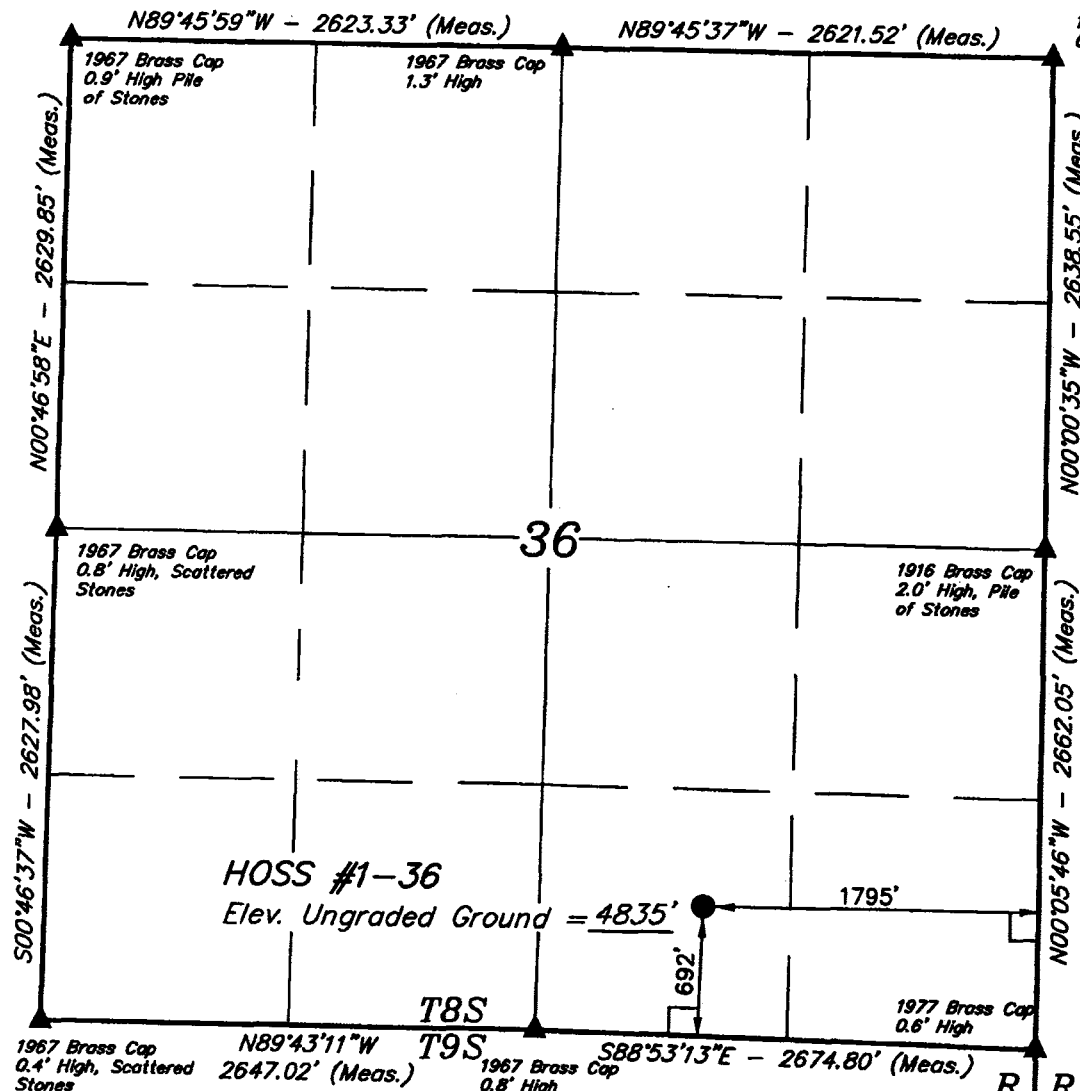 N89°45'59"W - 2623.33' (Meas.)
N89°45'37"W - 2621.52' (Meas.)
1967 Brass Cap
0.9' High Pile
of Stones
1967 Brass Cap
1.3' High
N00°46'58"E - 2629.85' (Meas.)
N00°00'35"W - 2638.55' (Meas.)
36
1967 Brass Cap
0.8' High, Scattered
Stones
1916 Brass Cap
2.0' High, Pile
of Stones
S00°46'37"W - 2627.98' (Meas.)
N00°05'46"W - 2662.05' (Meas.)
HOSS #1-36
Elev. Ungraded Ground = 4835'
1795'
692'
1977 Brass Cap
0.6' High
T8S
T9S
1967 Brass Cap
0.4' High, Scattered
Stones
N89°43'11"W
2647.02' (Meas.)
1967 Brass Cap
0.8' High
S88°53'13"E - 2674.80' (Meas.)
R R